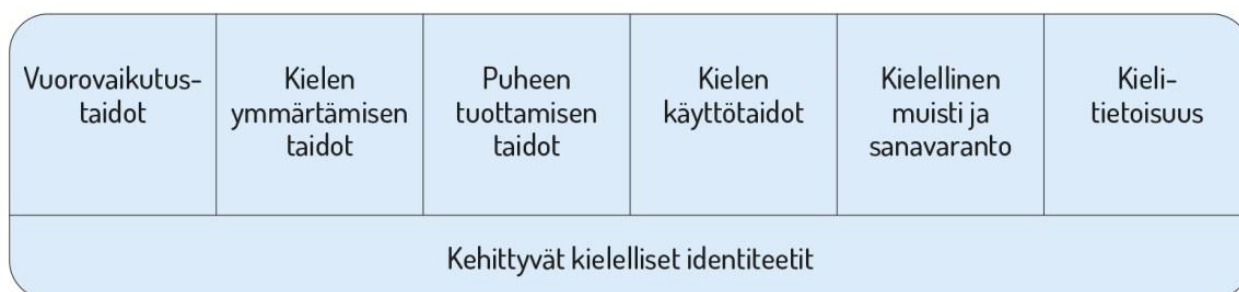 Vuorovaikutus-
taidot
Kielen
ymmärtämisen
taidot
Puheen
tuottamisen
taidot
Kielen
käyttötaidot
Kielellinen
muisti ja
sanavaranto
Kieli-
tietoisuus
Kehittyvät kielelliset identiteetit